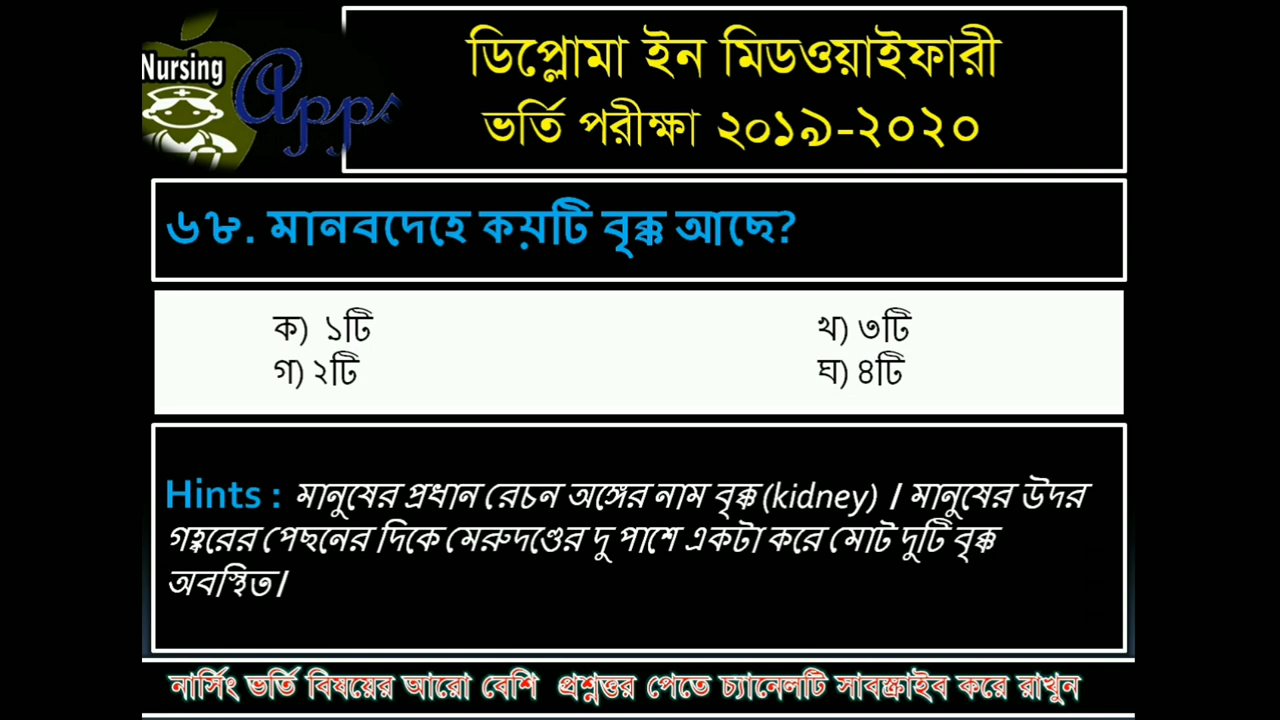 Nursing
Apps
ডিপ্লোমা ইন মিডওয়াইফারী
ভর্তি পরীক্ষা ২০১৯-২০২০
৬৮. মানবদেহে কয়টি বৃক্ক আছে?
ক) ১টি খ) ৩টি
গ) ২টি ঘ) ৪টি
Hints : মানুষের প্রধান রেচন অঙ্গের নাম বৃক্ক (kidney) । মানুষের উদর
গহ্বরের পেছনের দিকে মেরুদণ্ডের দু পাশে একটা করে মোট দুটি বৃক্ক
অবস্থিত।
নার্সিং ভর্তি বিষয়ের আরো বেশি প্রশ্নত্তর পেতে চ্যানেলটি সাবস্ক্রাইব করে রাখুন